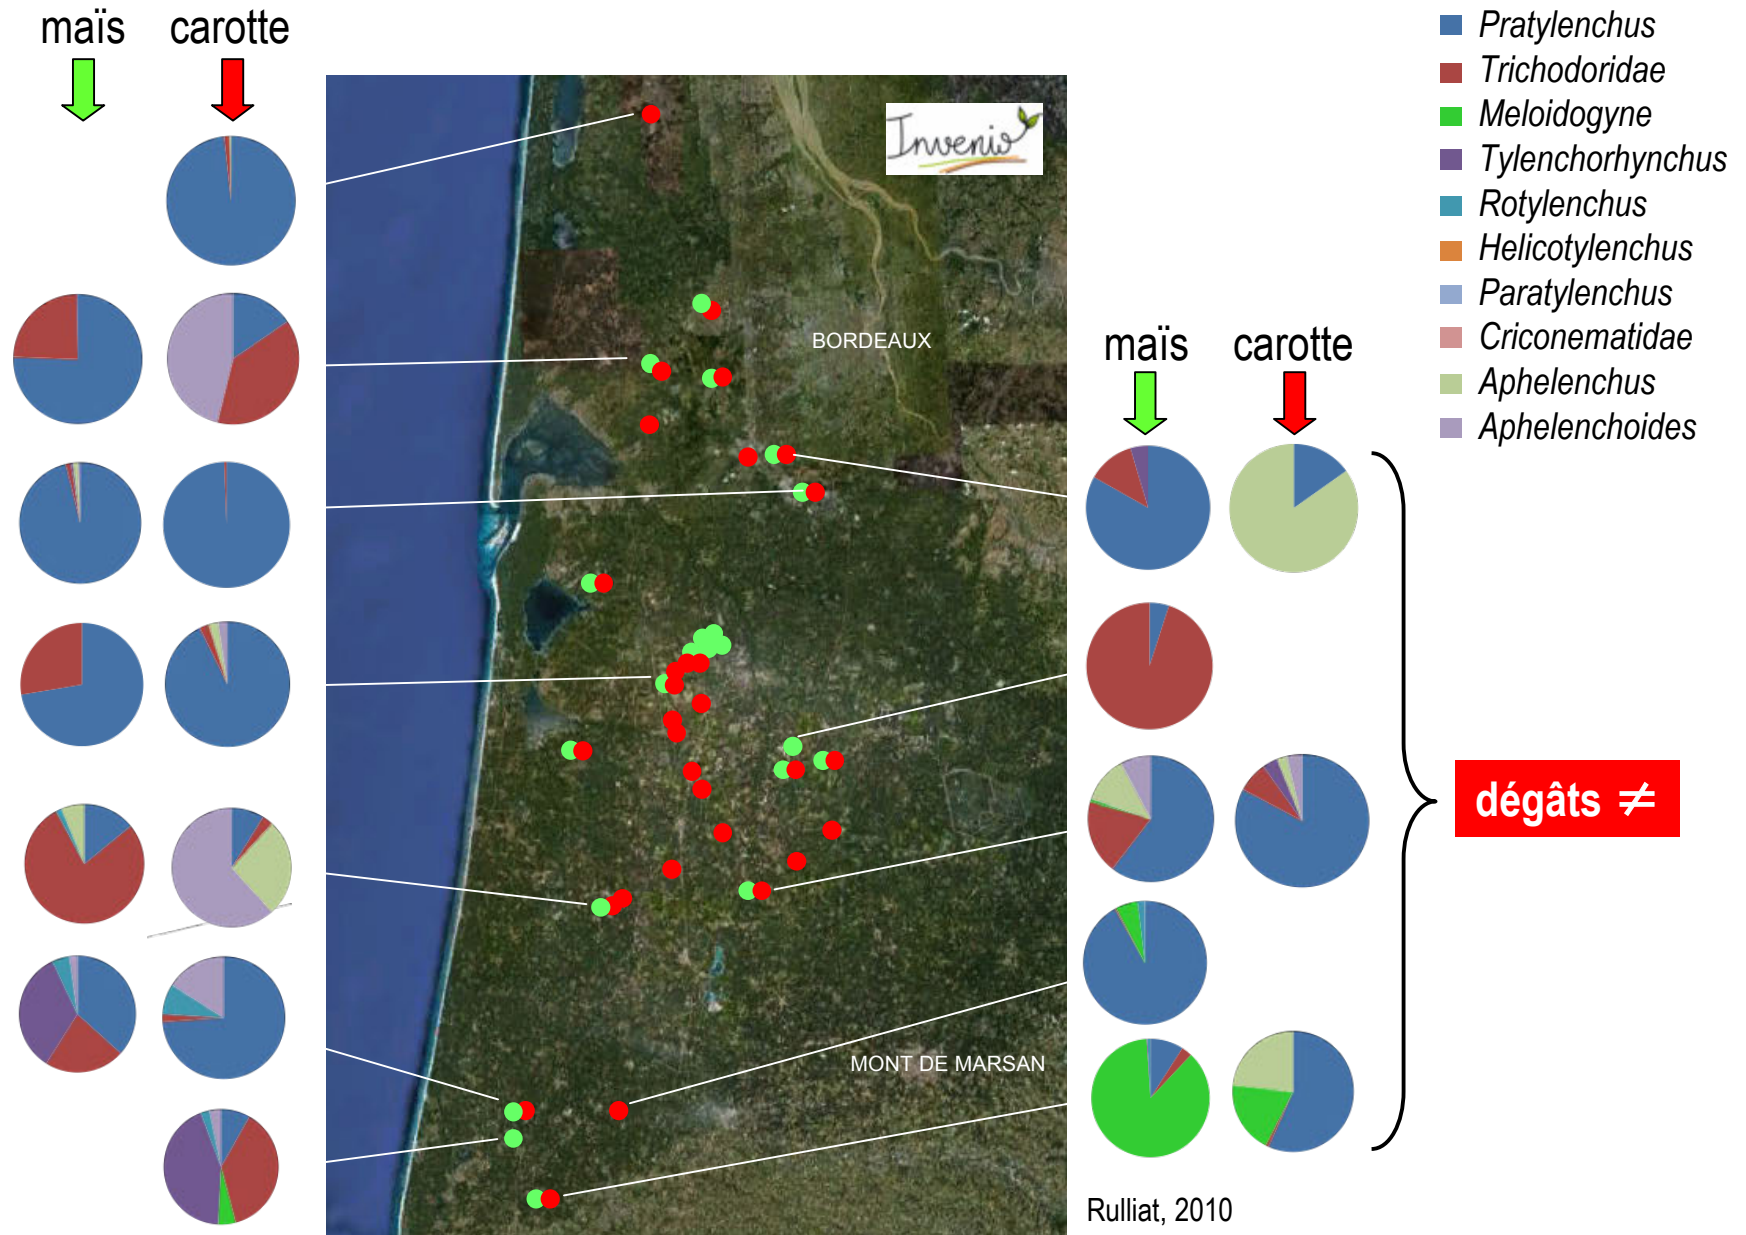 maïs carotte
Invenio
BORDEAUX
MONT DE MARSAN
maïs carotte
Pratylenchus
Trichodoridae
Meloidogyne
Tylenchorhynchus
Rotylenchus
Helicotylenchus
Paratylenchus
Criconematidae
Aphelenchus
Aphelenchoides
dégâts ≠
Rulliat, 2010